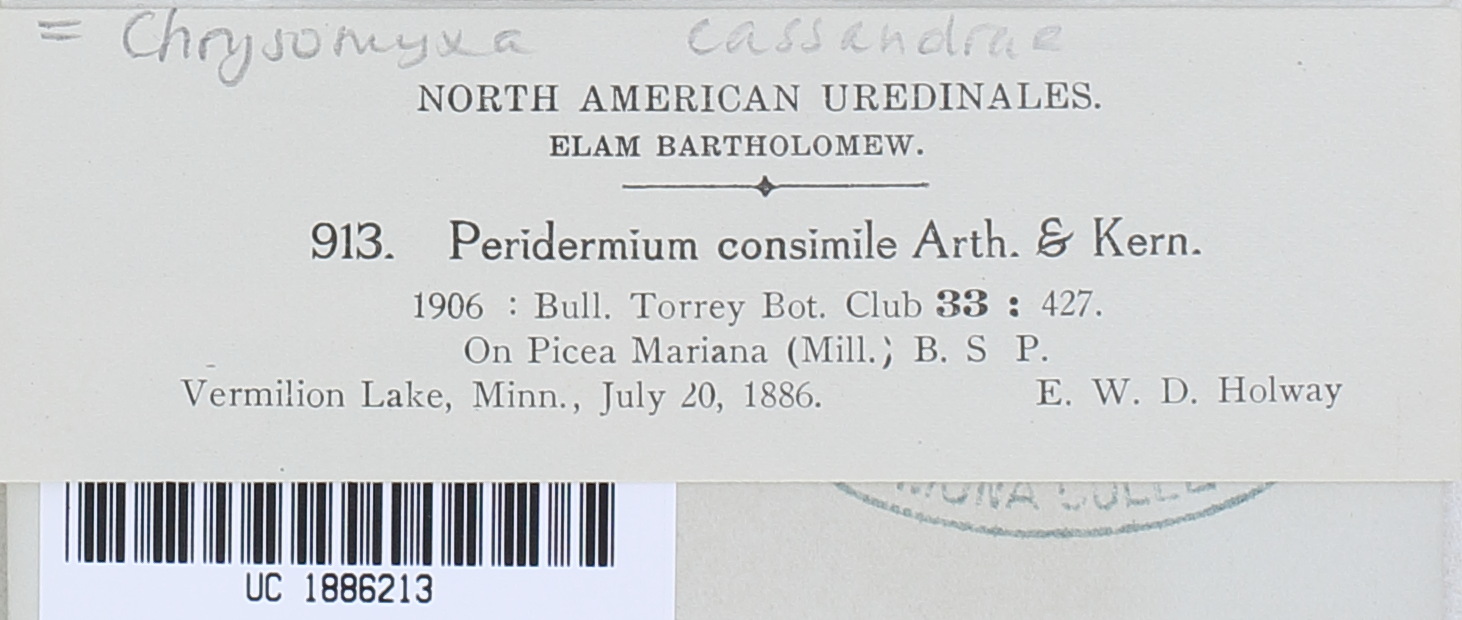 = Chrysomyxa cassandrae
NORTH AMERICAN UREDINALES.
ELAM BARTHOLOMEW.
913. Peridermium consimile Arth. & Kern.
1906 : Bull. Torrey Bot. Club 33 : 427.
On Picea Mariana (Mill.; B. S P.
Vermilion Lake, Minn., July 20, 1886. E. W. D. Holway
UC 1886213